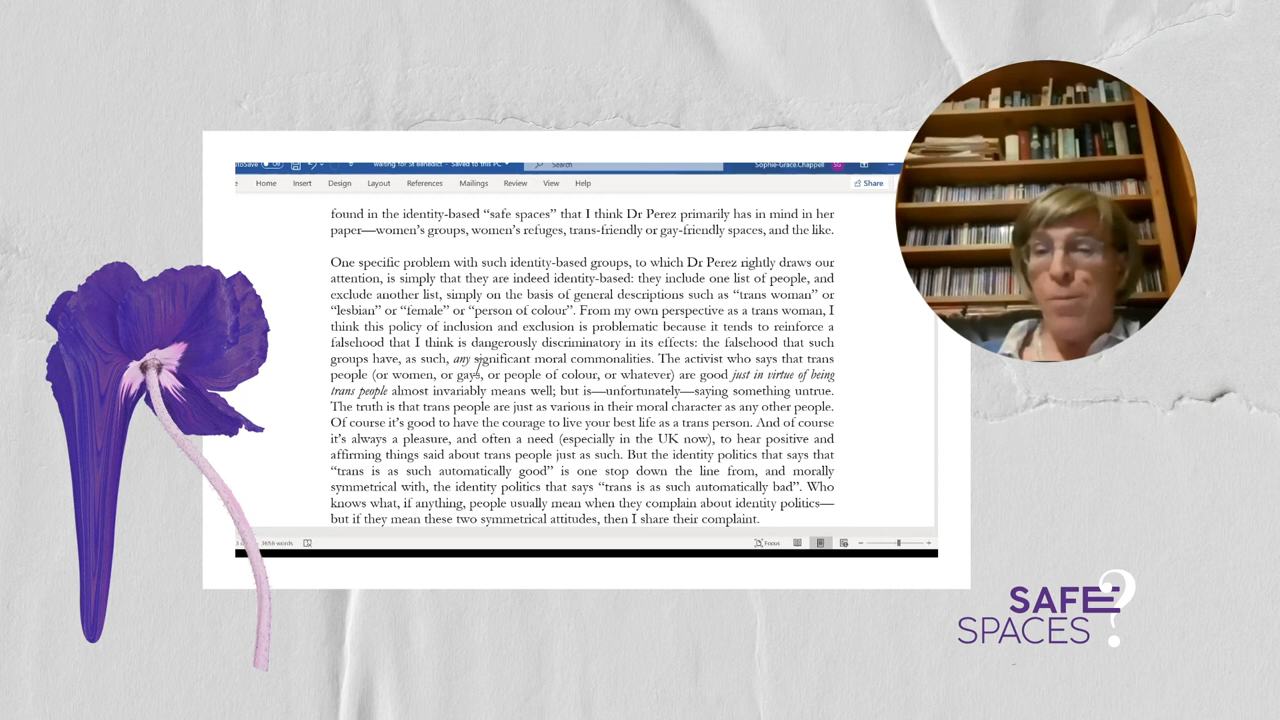 Waiting for St Benedict - Saved to this PC
Search
Sophie-Grace.Chappell
SG
Home Insert Design Layout References Mailings Review View Help
Share
found in the identity-based “safe spaces” that I think Dr Perez primarily has in mind in her
paper—women’s groups, women’s refuges, trans-friendly or gay-friendly spaces, and the like.
One specific problem with such identity-based groups, to which Dr Perez rightly draws our
attention, is simply that they are indeed identity-based: they include one list of people, and
exclude another list, simply on the basis of general descriptions such as “trans woman” or
“lesbian” or “female” or “person of colour”. From my own perspective as a trans woman, I
think this policy of inclusion and exclusion is problematic because it tends to reinforce a
falsehood that I think is dangerously discriminatory in its effects: the falsehood that such
groups have, as such, any significant moral commonalities. The activist who says that trans
people (or women, or gays, or people of colour, or whatever) are good just in virtue of being
trans people almost invariably means well; but is—unfortunately—saying something untrue.
The truth is that trans people are just as various in their moral character as any other people.
Of course it’s good to have the courage to live your best life as a trans person. And of course
it’s always a pleasure, and often a need (especially in the UK now), to hear positive and
affirming things said about trans people just as such. But the identity politics that says that
“trans is as such automatically good” is one stop down the line from, and morally
symmetrical with, the identity politics that says “trans is as such automatically bad”. Who
knows what, if anything, people usually mean when they complain about identity politics—
but if they mean these two symmetrical attitudes, then I share their complaint.
words
Focus
SAFE
SPACES?